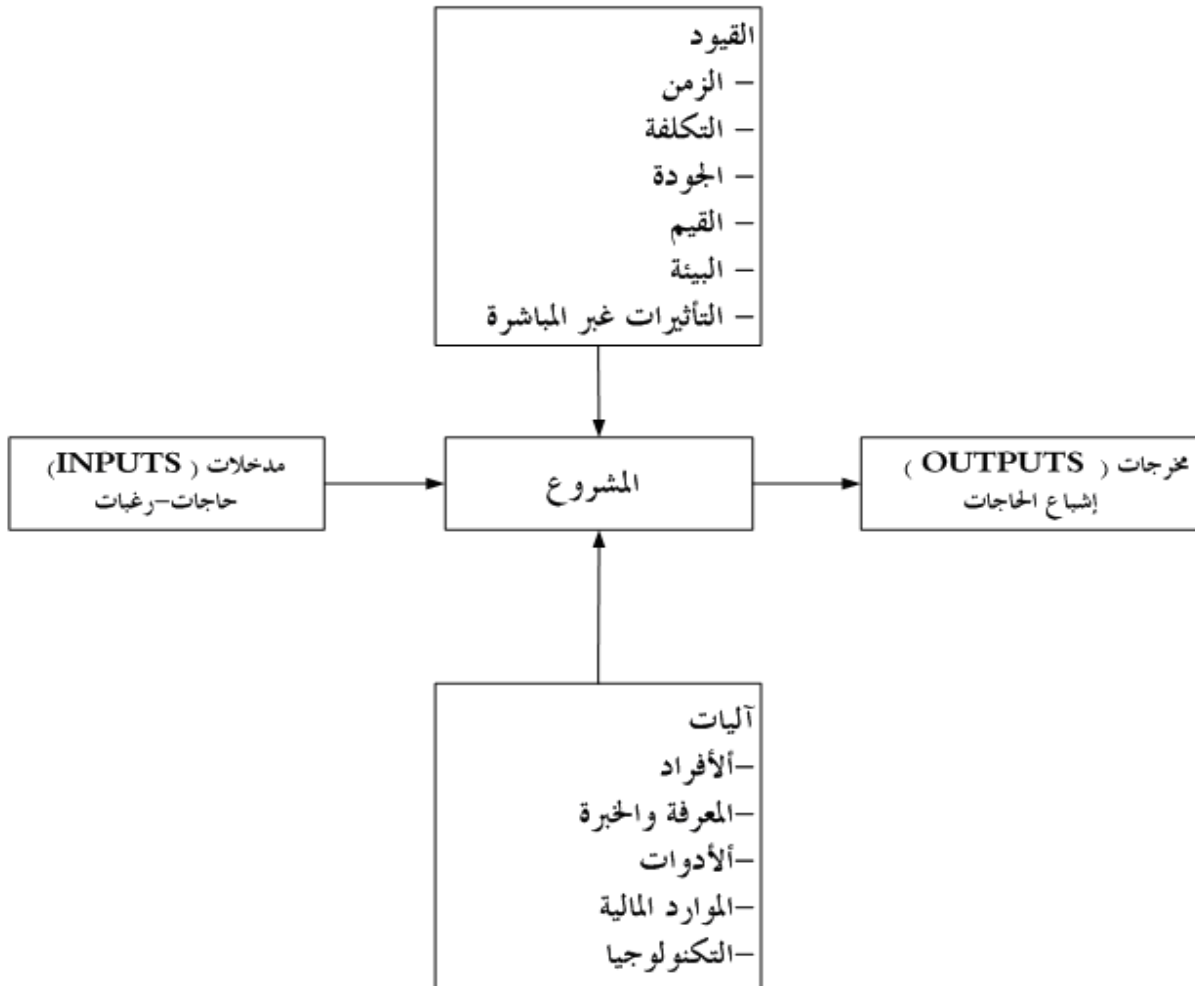 القيود
– الزمن
– التكلفة
– الجودة
– القيم
– البيئة
– التأثيرات غبر المباشرة
مدخلات ( INPUTS)
حاجات-رغبات
المشروع
مخرجات ( OUTPUTS )
إشباع الحاجات
آليات
–ألأفراد
–المعرفة والخبرة
–ألأدوات
–الموارد المالية
–التكنولوجيا